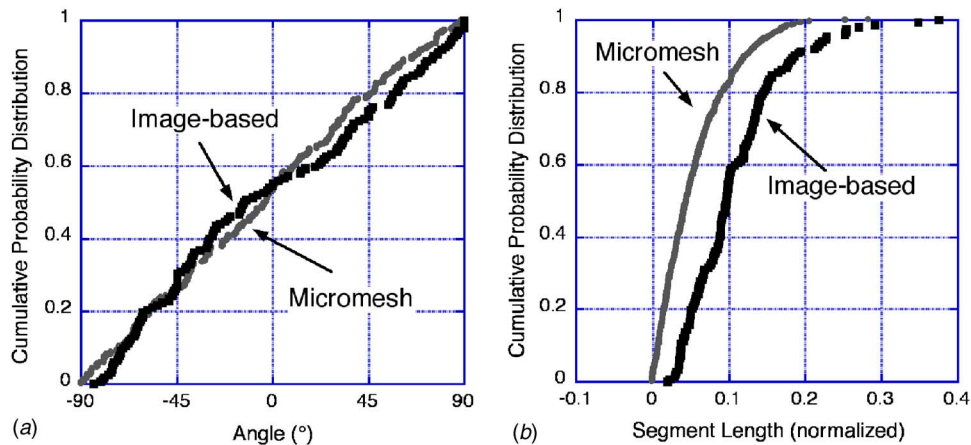 Cumulative Probability Distribution
1
0.8
0.6
0.4
0.2
0
-90
-45
0
45
90
Angle (°)
Image-based
Micromesh
(a)
Cumulative Probability Distribution
1
0.8
0.6
0.4
0.2
0
-0.1
0
0.1
0.2
0.3
0.4
Segment Length (normalized)
Micromesh
Image-based
(b)